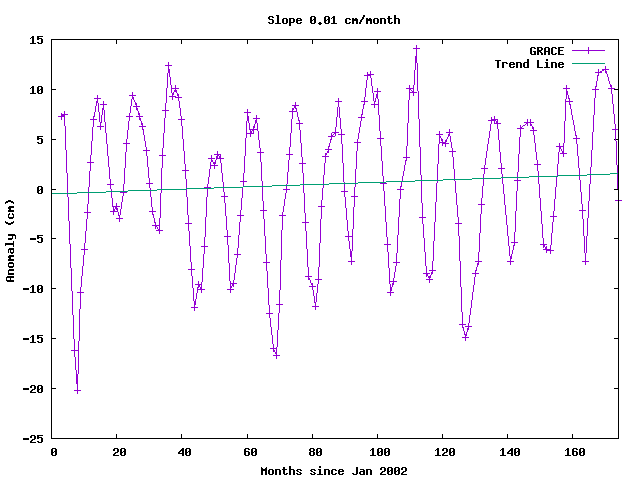 Slope 0.01 cm/month
GRACE
Trend Line
15
10
5
0
-5
-10
-15
-20
-25
Anomaly (cm)
0 20 40 60 80 100 120 140 160
Months since Jan 2002